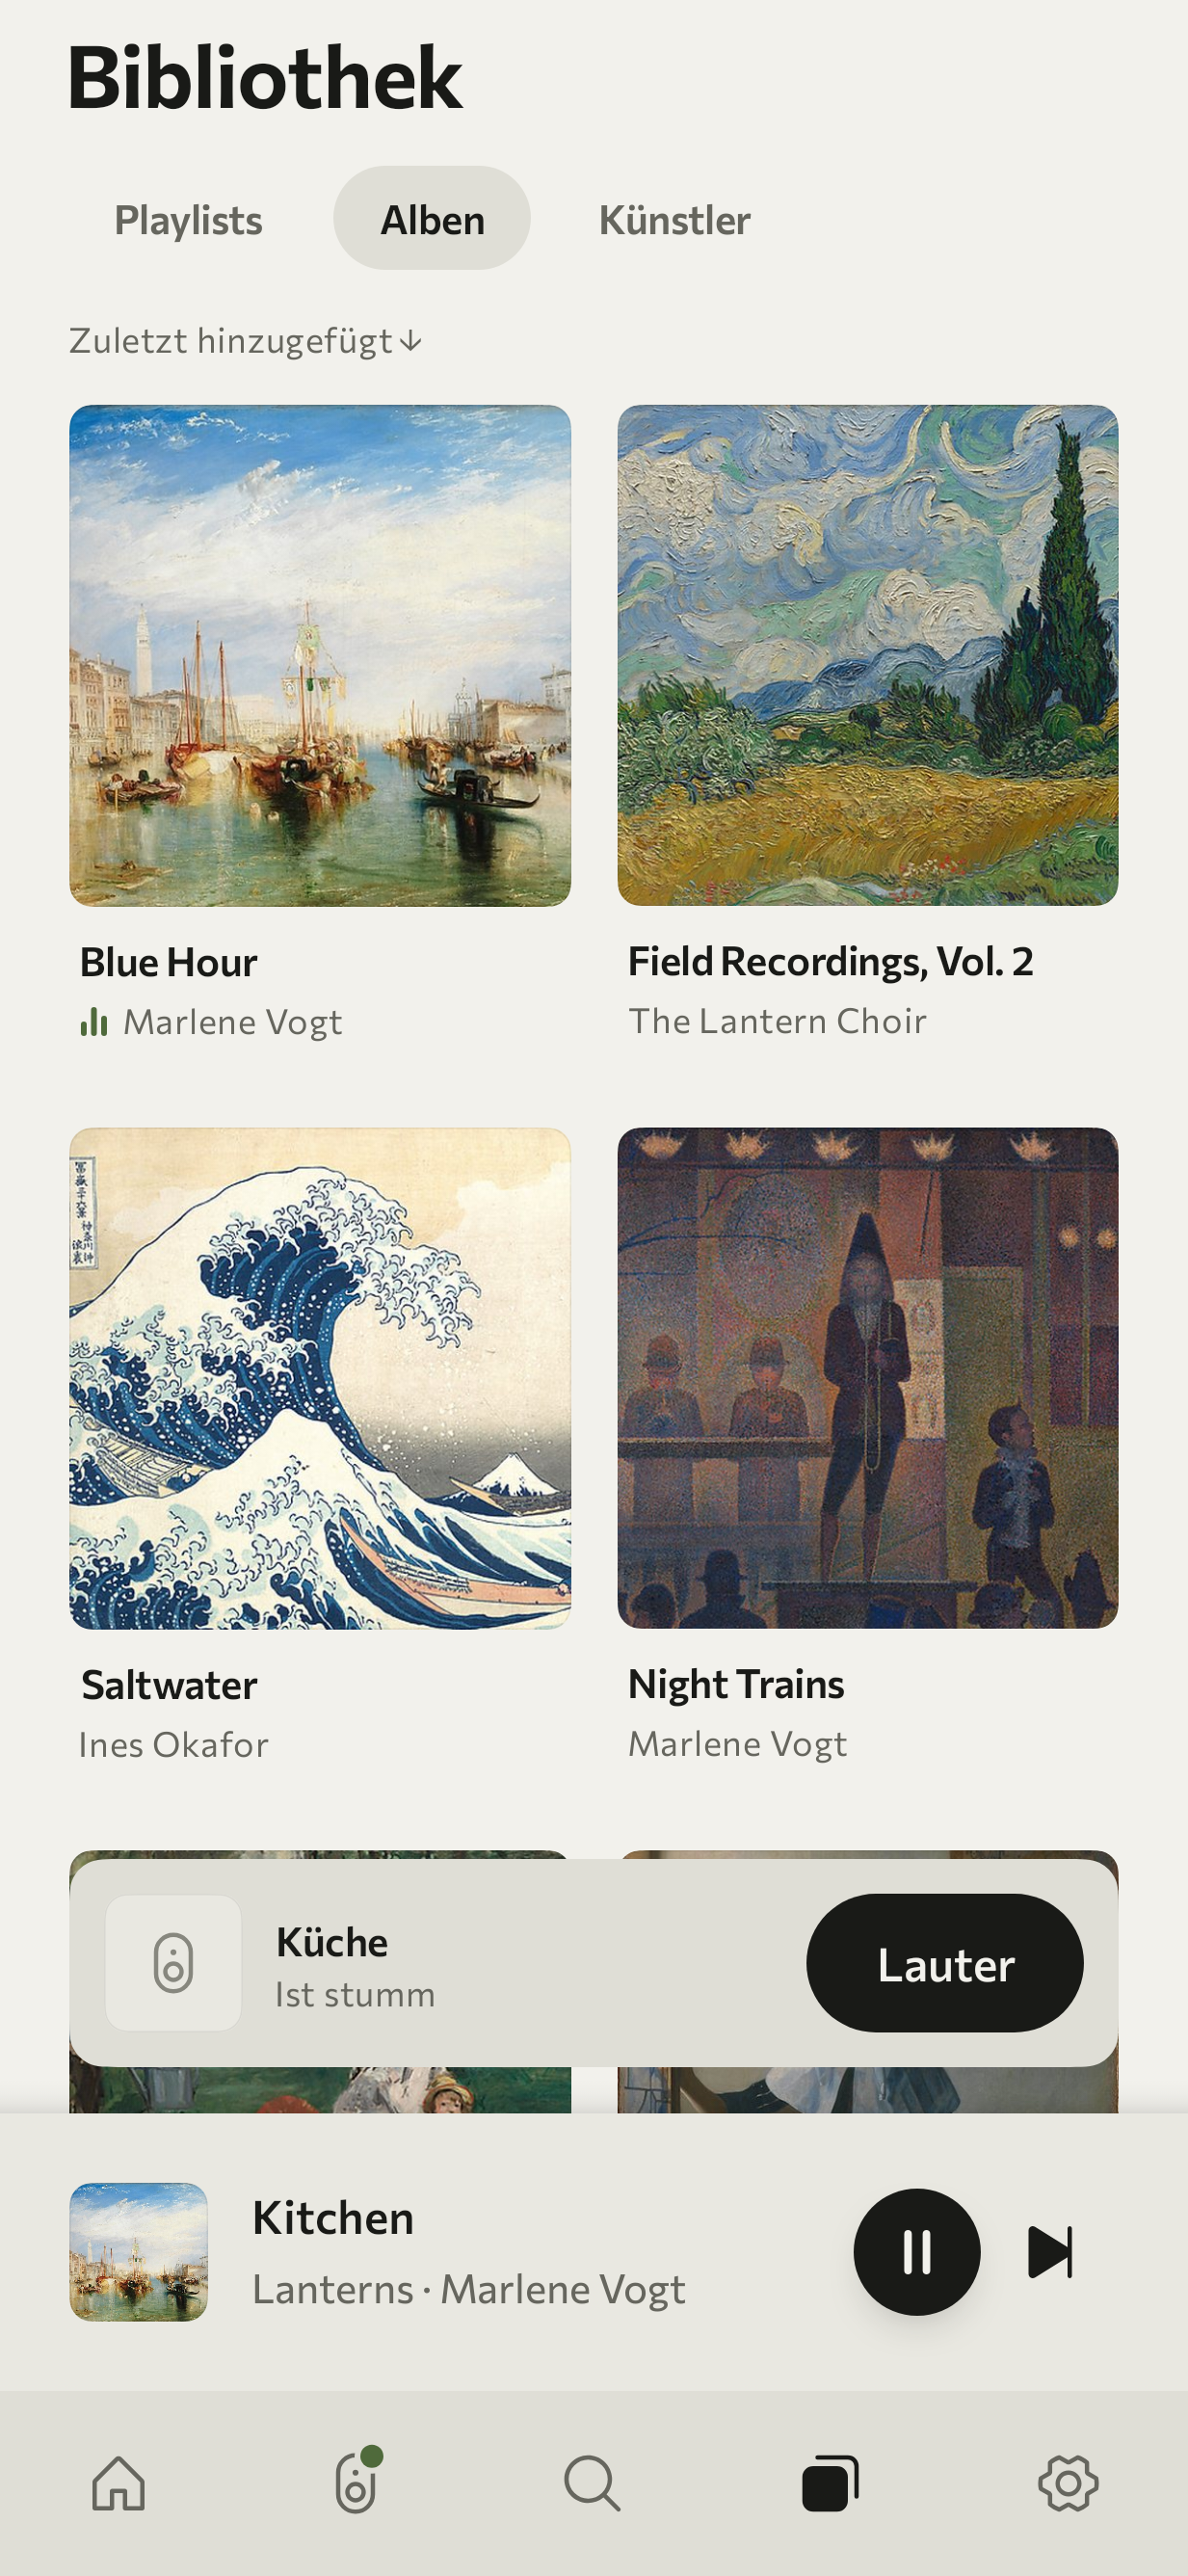 Bibliothek
Playlists
Alben
Künstler
Zuletzt hinzugefügt
Blue Hour
Marlene Vogt
Field Recordings, Vol. 2
The Lantern Choir
Saltwater
Ines Okafor
Night Trains
Marlene Vogt
Küche
Ist stumm
Lauter
Kitchen
Lanterns · Marlene Vogt